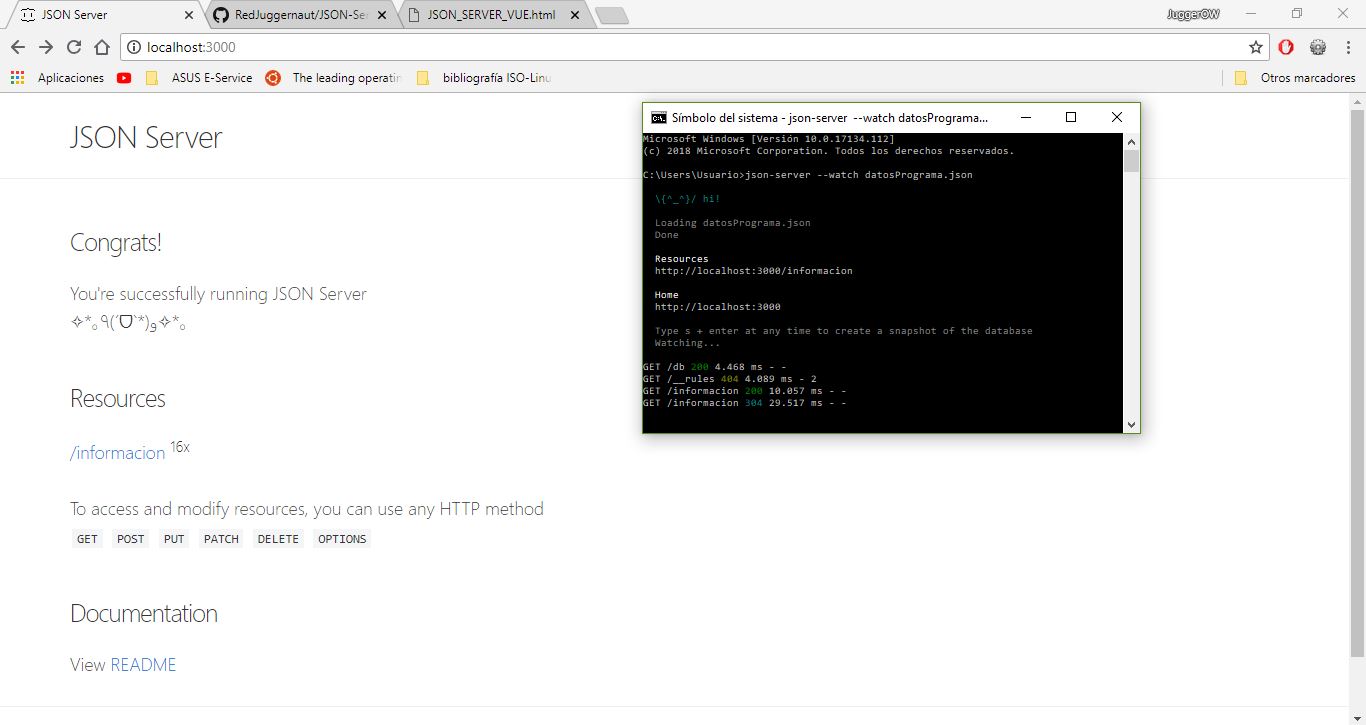 JSON Server
RedJuggernaut/JSON-Se
JSON_SERVER_VUE.html
JuggerOW
localhost:3000
Aplicaciones
ASUS E-Service
The leading operatin
bibliografía ISO-Linu
Otros marcadores
JSON Server
Congrats!
You're successfully running JSON Server
✧*｡٩(ˊᗜˋ*)و✧*｡
Resources
/informacion 16x
To access and modify resources, you can use any HTTP method
GET POST PUT PATCH DELETE OPTIONS
Documentation
View README
Símbolo del sistema - json-server --watch datosPrograma...
Microsoft Windows [Versión 10.0.17134.112]
(c) 2018 Microsoft Corporation. Todos los derechos reservados.
C:\Users\Usuario>json-server --watch datosPrograma.json
\{^_^}/ hi!
Loading datosPrograma.json
Done
Resources
http://localhost:3000/informacion
Home
http://localhost:3000
Type s + enter at any time to create a snapshot of the database
Watching...
GET /db 200 4.468 ms - -
GET /__rules 404 4.089 ms - 2
GET /informacion 200 10.057 ms - -
GET /informacion 304 29.517 ms - -